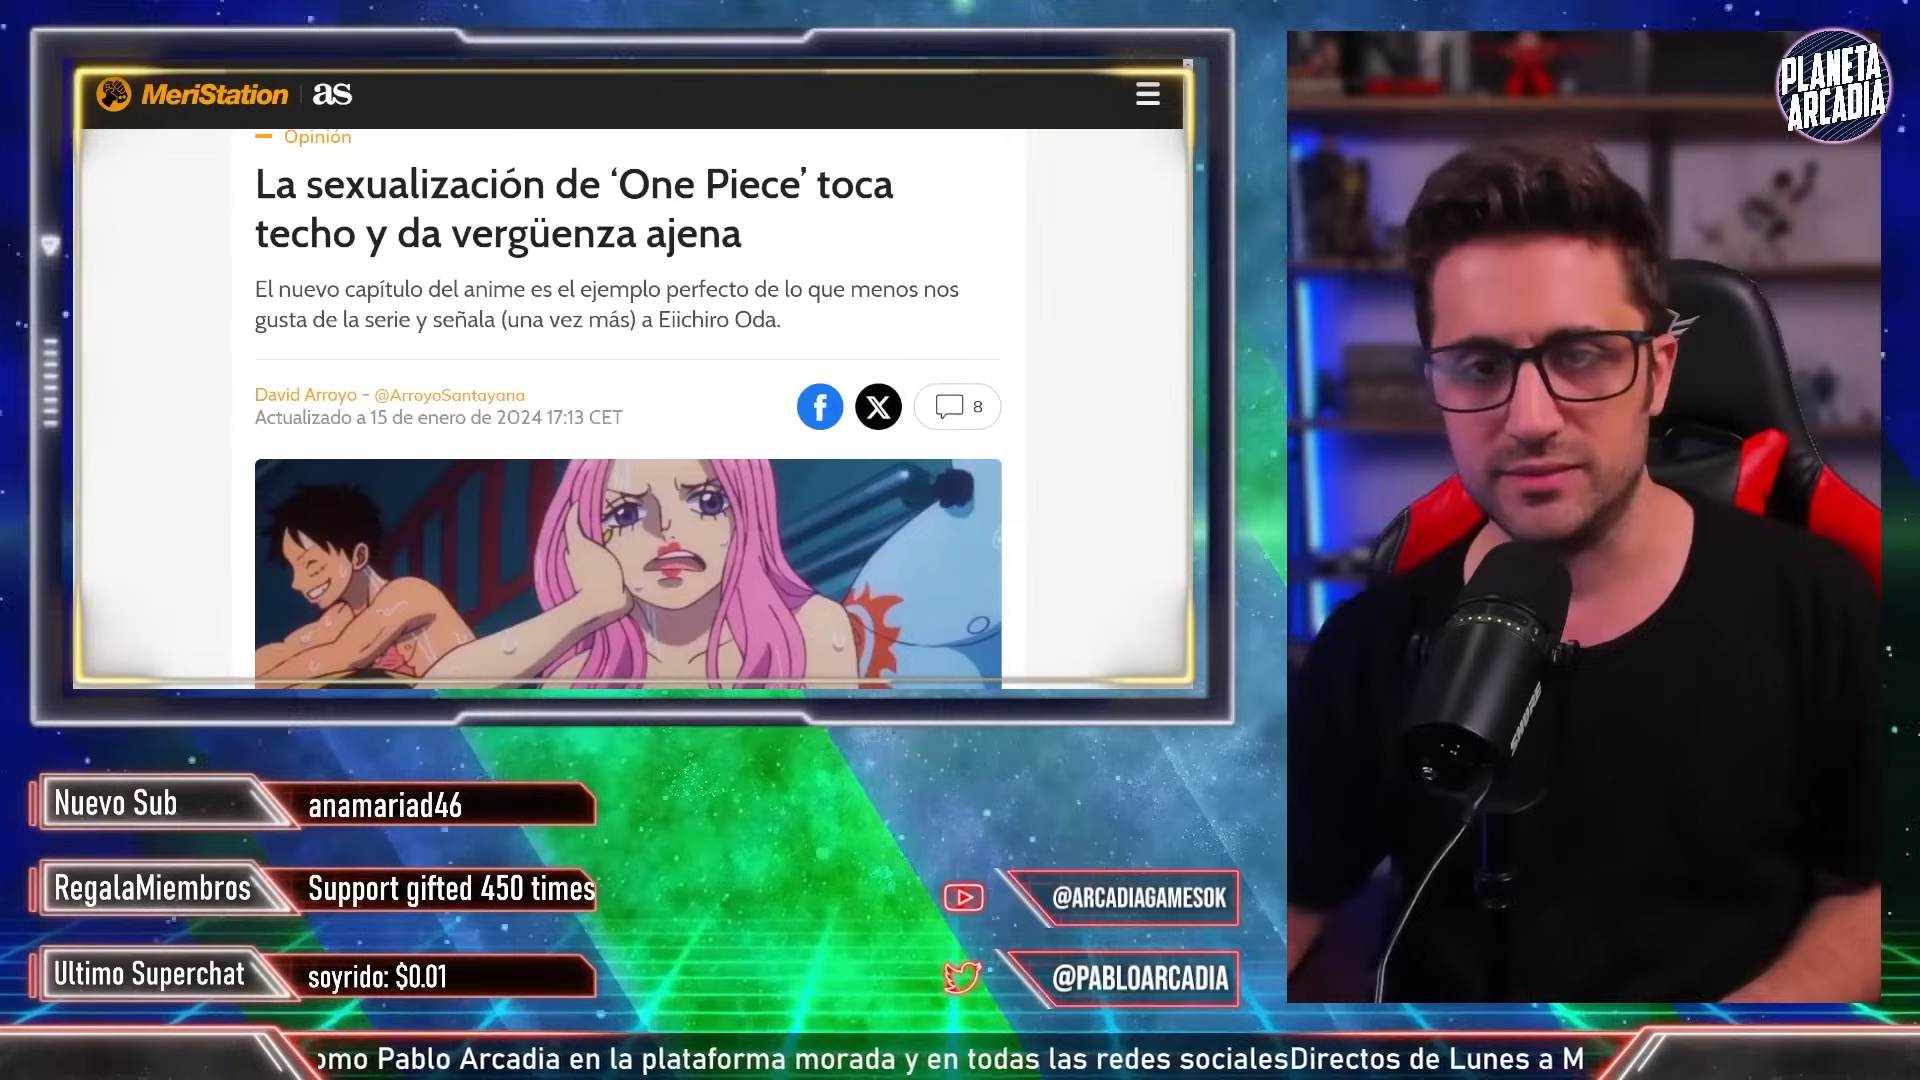 MeriStation
as
Opinión
La sexualización de ‘One Piece’ toca
techo y da vergüenza ajena
El nuevo capítulo del anime es el ejemplo perfecto de lo que menos nos
gusta de la serie y señala (una vez más) a Eiichiro Oda.
David Arroyo - @ArroyoSantayana
Actualizado a 15 de enero de 2024 17:13 CET
8
PLANETA
ARCADIA
SHURE
Nuevo Sub
anamariad46
RegalaMiembros
Support gifted 450 times
Ultimo Superchat
soyrido: $0.01
@ARCADIAGAMESOK
@PABLOARCADIA
omo Pablo Arcadia en la plataforma morada y en todas las redes socialesDirectos de Lunes a M